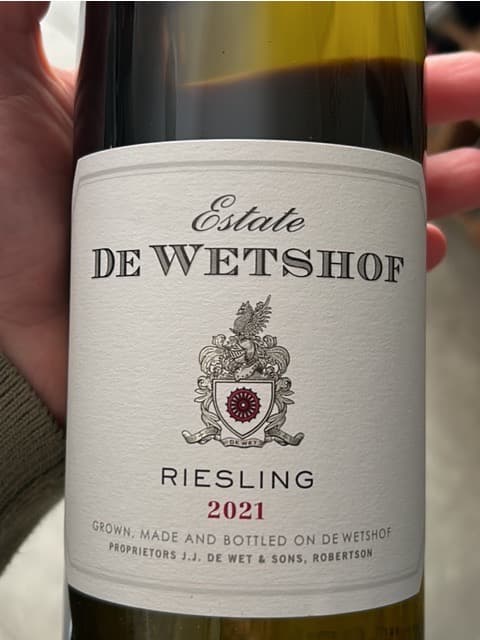 Estate
DE WETSHOF
DE WET
RIESLING
2021
GROWN, MADE AND BOTTLED ON DE WETSHOF
PROPRIETORS J.J. DE WET & SONS, ROBERTSON